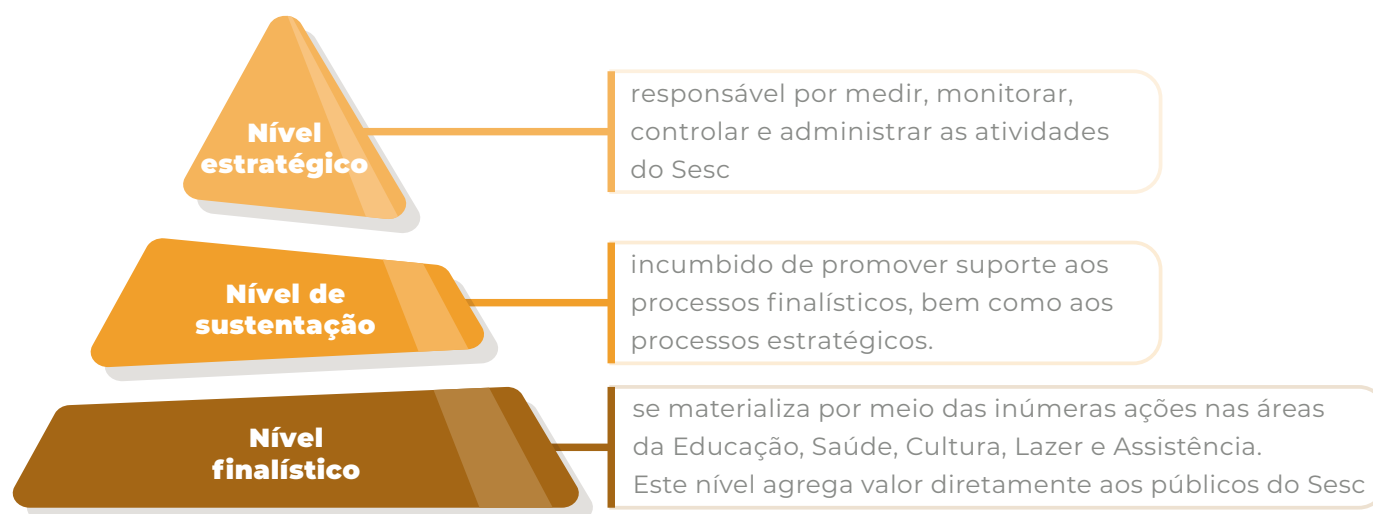 Nível
estratégico
responsável por medir, monitorar,
controlar e administrar as atividades
do Sesc
Nível de
sustentação
incumbido de promover suporte aos
processos finalísticos, bem como aos
processos estratégicos.
Nível
finalístico
se materializa por meio das inúmeras ações nas áreas
da Educação, Saúde, Cultura, Lazer e Assistência.
Este nível agrega valor diretamente aos públicos do Sesc